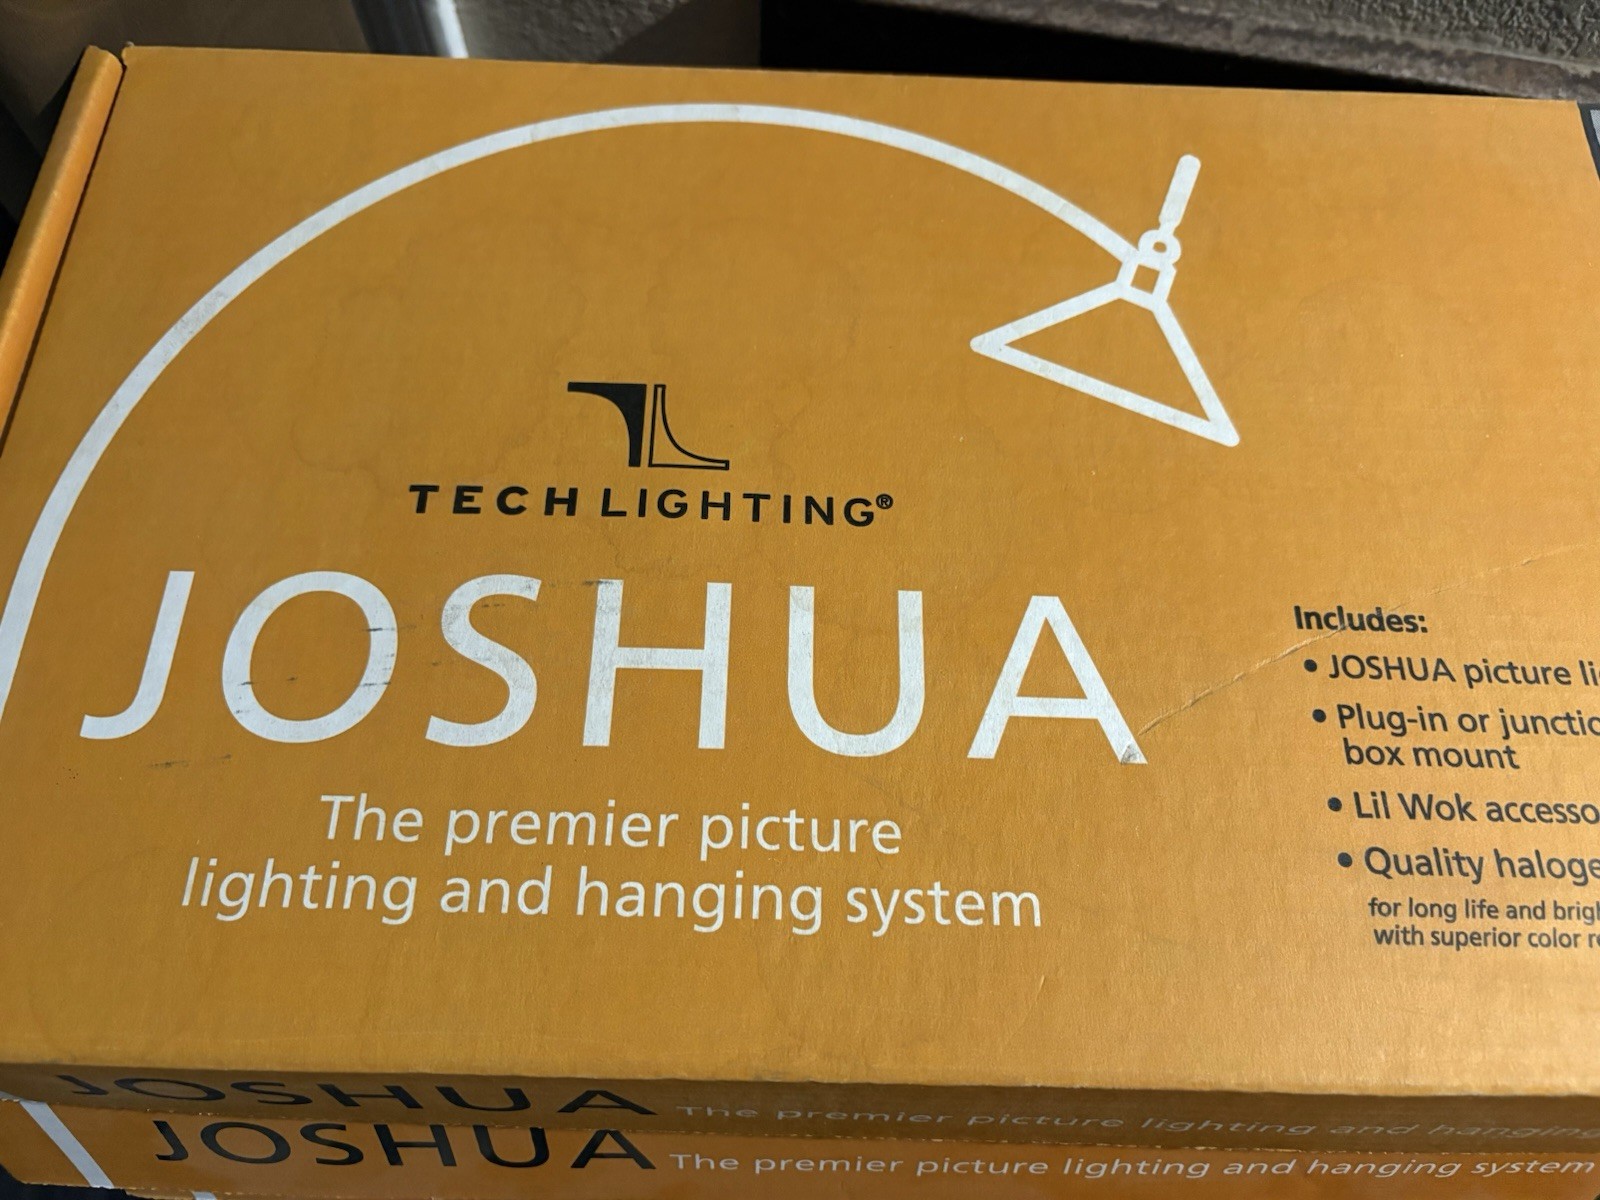 TECH LIGHTING®
JOSHUA
The premier picture
lighting and hanging system
Includes:
• JOSHUA picture
• Plug-in or
box mount
• Lil Wok
• Quality
for long life and
with superior color
JOSHUA The premier picture lighting and hanging
JOSHUA The premier picture lighting and hanging system